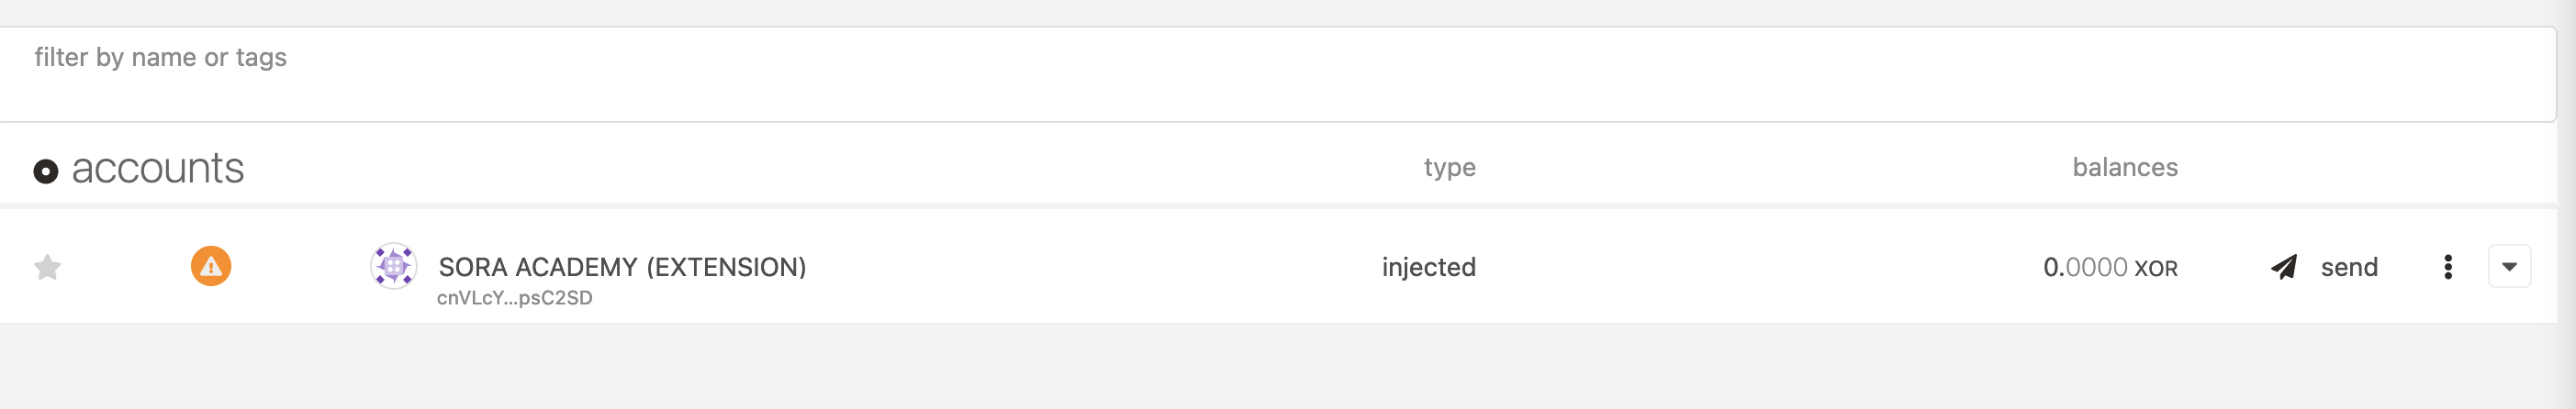 filter by name or tags
accounts type balances
SORA ACADEMY (EXTENSION) injected 0.0000 XOR send
cnVLcY...psC2SD